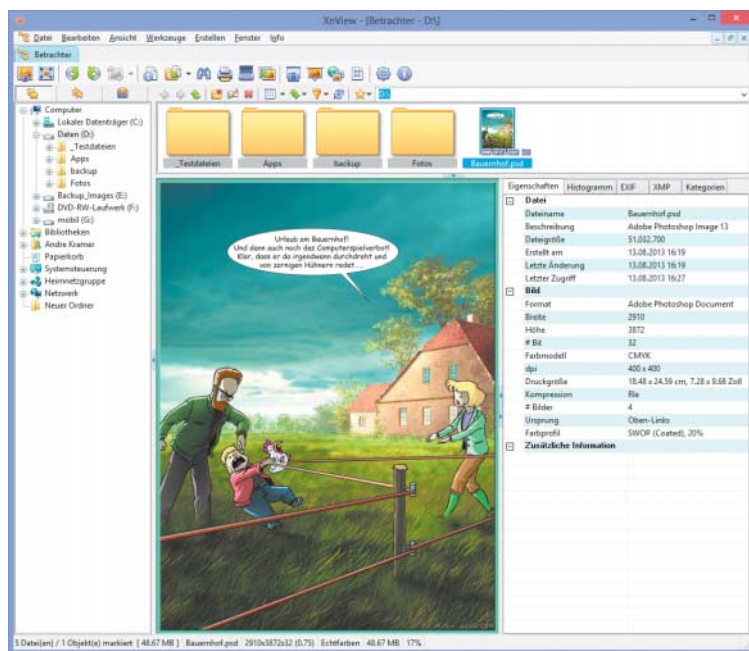 XnView - [Betrachter - D:\]
Datei Bearbeiten Ansicht Werkzeuge Erstellen Fenster Info
Betrachter
D:\
Computer
Lokaler Datenträger (C:)
Daten (D:)
_Testdateien
Apps
backup
Fotos
Backup_Images (E:)
DVD-RW-Laufwerk (F:)
mobil (G:)
Bibliotheken
Andre Kramer
Papierkorb
Systemsteuerung
Heimnetzgruppe
Netzwerk
Neuer Ordner
_Testdateien Apps backup Fotos Bauernhof.psd
Urlaub am Bauernhof!
Und dann auch noch das Computerspielverbot!
Klar, dass er da irgendwann durchdreht und
von zornigen Hühnern redet....
Eigenschaften Histogramm EXIF XMP Kategorien
Datei
Dateiname Bauernhof.psd
Beschreibung Adobe Photoshop Image 13
Dateigröße 51.032.700
Erstellt am 13.08.2013 16:19
Letzte Änderung 13.08.2013 16:19
Letzter Zugriff 13.08.2013 16:27
Bild
Format Adobe Photoshop Document
Breite 2910
Höhe 3872
# Bit 32
Farbmodell CMYK
dpi 400 x 400
Druckgröße 18.48 x 24.59 cm, 7.28 x 9.68 Zoll
Kompression Rle
# Bilder 4
Ursprung Oben-Links
Farbprofil SWOP (Coated), 20%
Zusätzliche Information
5 Datei(en) / 1 Objekt(e) markiert [ 48.67 MB ] Bauernhof.psd 2910x3872x32 (0.75) Echtfarben 48.67 MB 17%